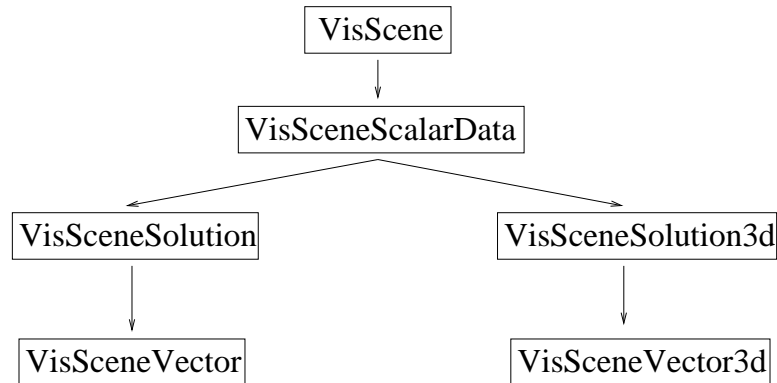 VisScene
VisSceneScalarData
VisSceneSolution
VisSceneSolution3d
VisSceneVector
VisSceneVector3d